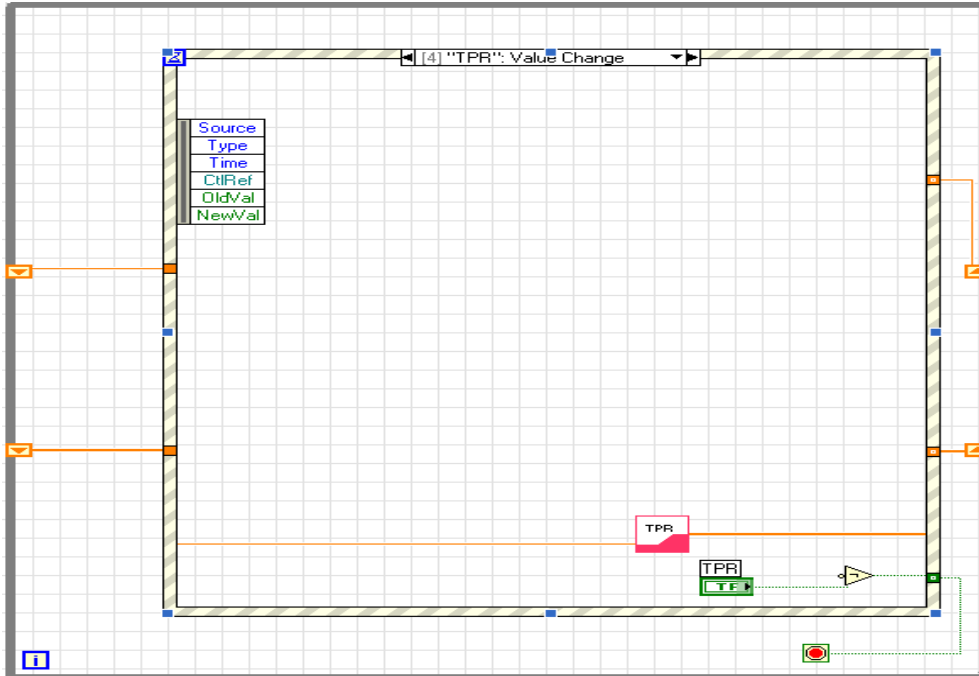 [4] "TPR": Value Change
Source
Type
Time
CtlRef
OldVal
NewVal
TPR
TPR
TF
i